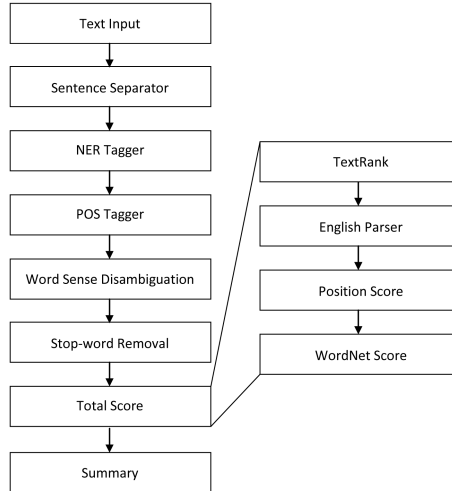 Text Input
Sentence Separator
NER Tagger
POS Tagger
Word Sense Disambiguation
Stop-word Removal
Total Score
Summary
TextRank
English Parser
Position Score
WordNet Score